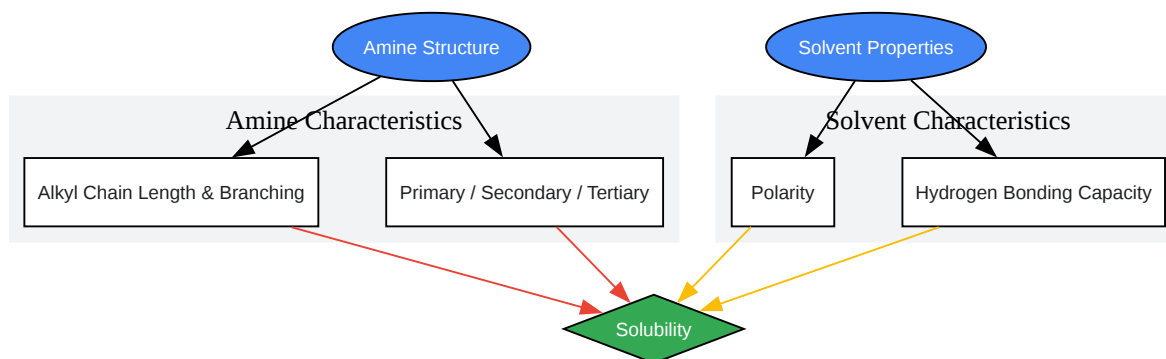 Amine Structure
Solvent Properties
Amine Characteristics
Solvent Characteristics
Alkyl Chain Length & Branching
Primary / Secondary / Tertiary
Polarity
Hydrogen Bonding Capacity
Solubility